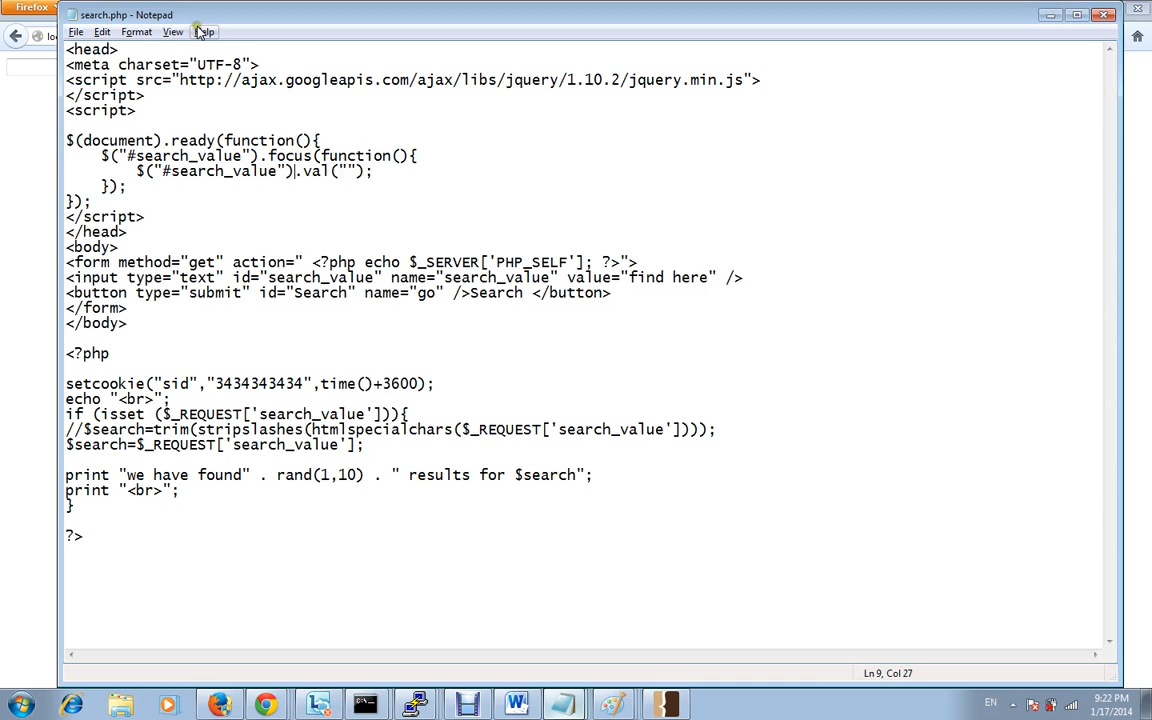 Firefox
search.php - Notepad
File Edit Format View
<head>
<meta charset="UTF-8">
<script src="http://ajax.googleapis.com/ajax/libs/jquery/1.10.2/jquery.min.js">
</script>
<script>
$(document).ready(function(){
$("#search_value").focus(function(){
$("#search_value").val("");
});
});
</script>
</head>
<body>
<form method="get" action=" <?php echo $_SERVER['PHP_SELF']; ?>">
<input type="text" id="search_value" name="search_value" value="find here" />
<button type="submit" id="Search" name="go" />Search </button>
</form>
</body>
<?php
setcookie("sid","3434343434",time()+3600);
echo "<br>";
if (isset ($_REQUEST['search_value'])){
//$search=trim(stripslashes(htmlspecialchars($_REQUEST['search_value'])));
$search=$_REQUEST['search_value'];
print "we have found" . rand(1,10) . " results for $search";
print "<br>";
}
?>
Ln 9, Col 27
EN
9:22 PM
1/17/2014